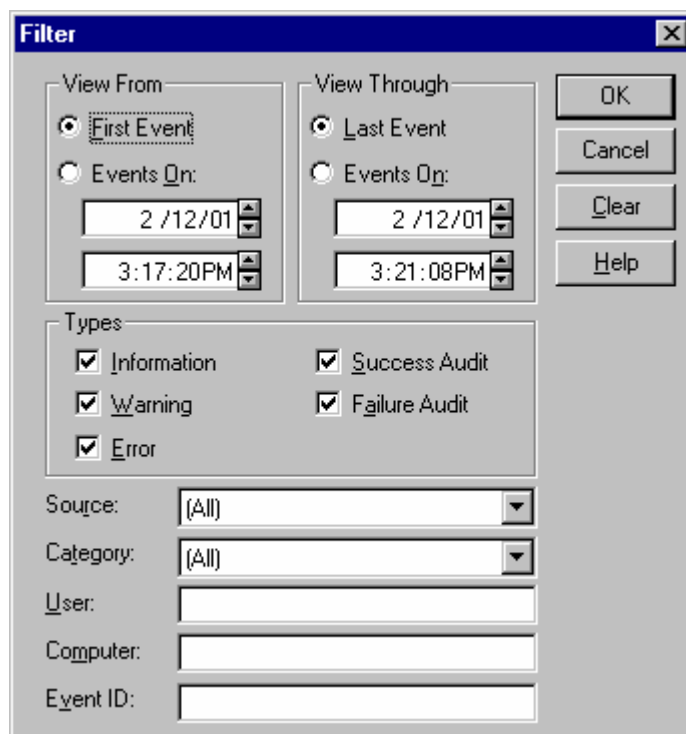 Filter
View From
View Through
OK
First Event
Last Event
Cancel
Events On:
Events On:
2 /12/01
2 /12/01
Clear
3:17:20PM
3:21:08PM
Help
Types
Information
Success Audit
Warning
Failure Audit
Error
Source: (All)
Category: (All)
User:
Computer:
Event ID: